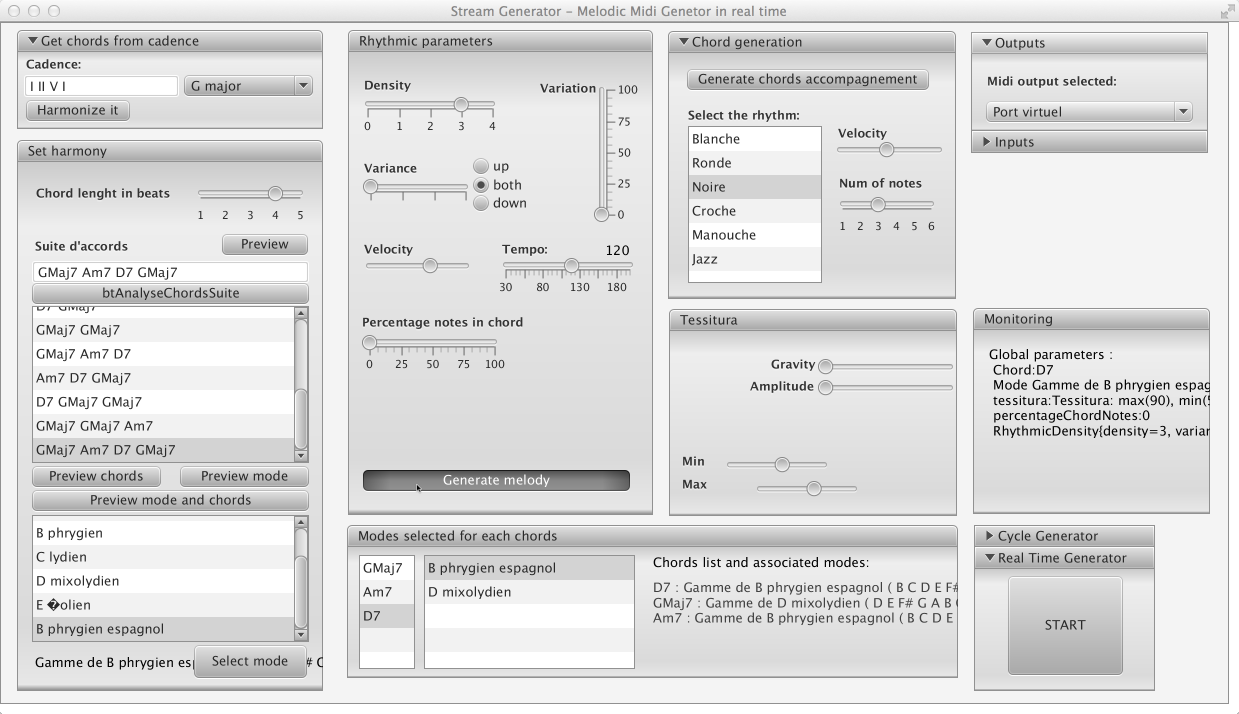 Stream Generator – Melodic Midi Genetor in real time
Get chords from cadence
Cadence:
I II V I
G major
Harmonize it
Set harmony
Chord lenght in beats
1 2 3 4 5
Suite d'accords
Preview
GMaj7 Am7 D7 GMaj7
btAnalyseChordsSuite
D7 GMaj7
GMaj7 GMaj7
GMaj7 Am7 D7
Am7 D7 GMaj7
D7 GMaj7 GMaj7
GMaj7 GMaj7 Am7
GMaj7 Am7 D7 GMaj7
Preview chords
Preview mode
Preview mode and chords
B phrygien
C lydien
D mixolydien
E �olien
B phrygien espagnol
Gamme de B phrygien esp
Select mode
Rhythmic parameters
Density
0 1 2 3 4
Variation
100
75
50
25
0
Variance
up
both
down
Velocity
Tempo: 120
30 80 130 180
Percentage notes in chord
0 25 50 75 100
Generate melody
Chord generation
Generate chords accompagnement
Select the rhythm:
Blanche
Ronde
Noire
Croche
Manouche
Jazz
Velocity
Num of notes
1 2 3 4 5 6
Tessitura
Gravity
Amplitude
Min
Max
Modes selected for each chords
GMaj7
Am7
D7
B phrygien espagnol
D mixolydien
Chords list and associated modes:
D7 : Gamme de B phrygien espagnol ( B C D E F#
GMaj7 : Gamme de D mixolydien ( D E F# G A B
Am7 : Gamme de B phrygien espagnol ( B C D E
Outputs
Midi output selected:
Port virtuel
Inputs
Monitoring
Global parameters :
Chord:D7
Mode Gamme de B phrygien espag
tessitura:Tessitura: max(90), min(
percentageChordNotes:0
RhythmicDensity{density=3, varian
Cycle Generator
Real Time Generator
START